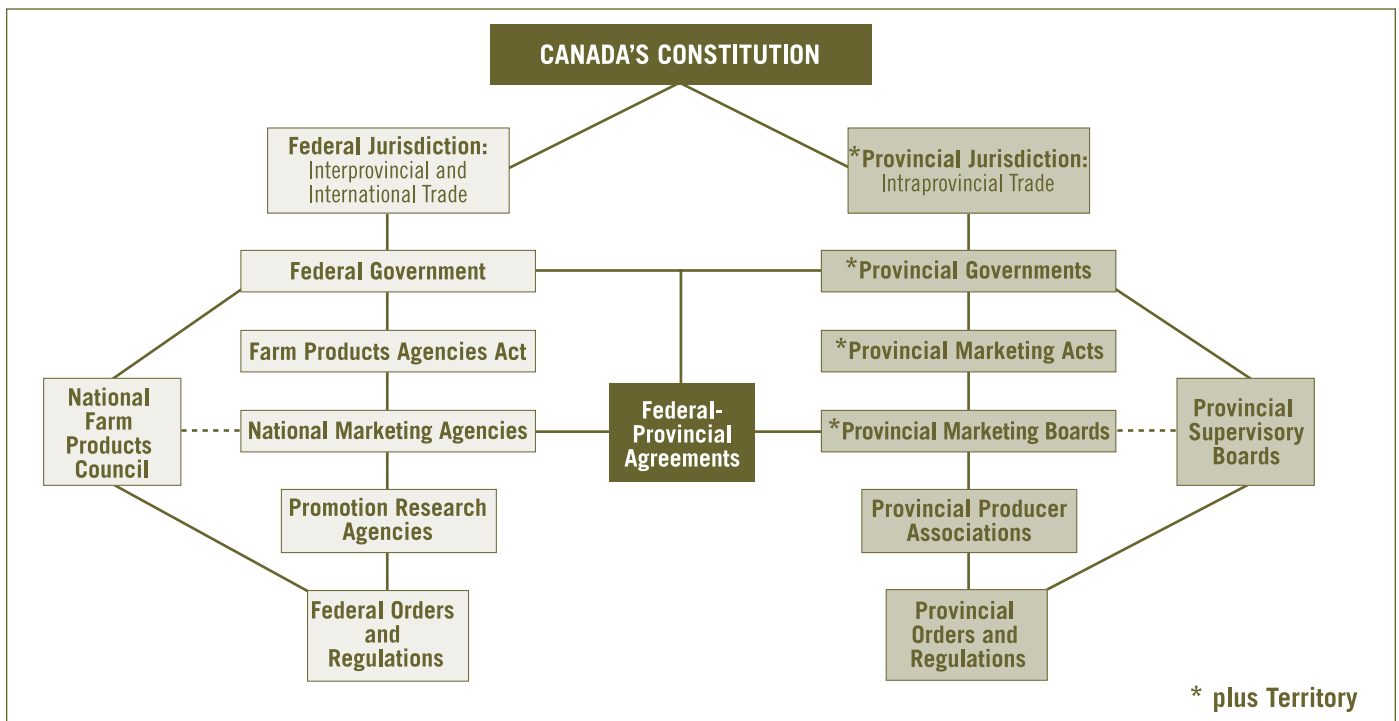 CANADA'S CONSTITUTION
Federal Jurisdiction:
Interprovincial and
International Trade
*Provincial Jurisdiction:
Intraprovincial Trade
Federal Government
*Provincial Governments
Farm Products Agencies Act
*Provincial Marketing Acts
National
Farm
Products
Council
National Marketing Agencies
Federal-
Provincial
Agreements
*Provincial Marketing Boards
Provincial
Supervisory
Boards
Promotion Research
Agencies
Provincial Producer
Associations
Federal Orders
and
Regulations
Provincial
Orders and
Regulations
* plus Territory